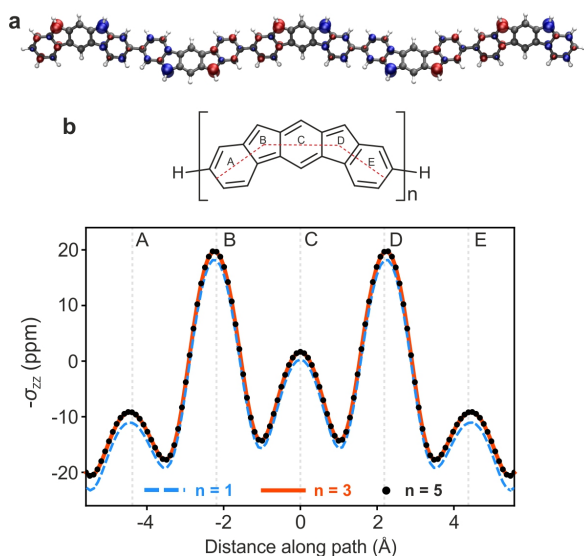 a
b
B
C
D
A
E
H
H
n
A
B
C
D
E
20
10
0
-10
-20
-σZZ (ppm)
n = 1
n = 3
n = 5
-4
-2
0
2
4
Distance along path (Å)